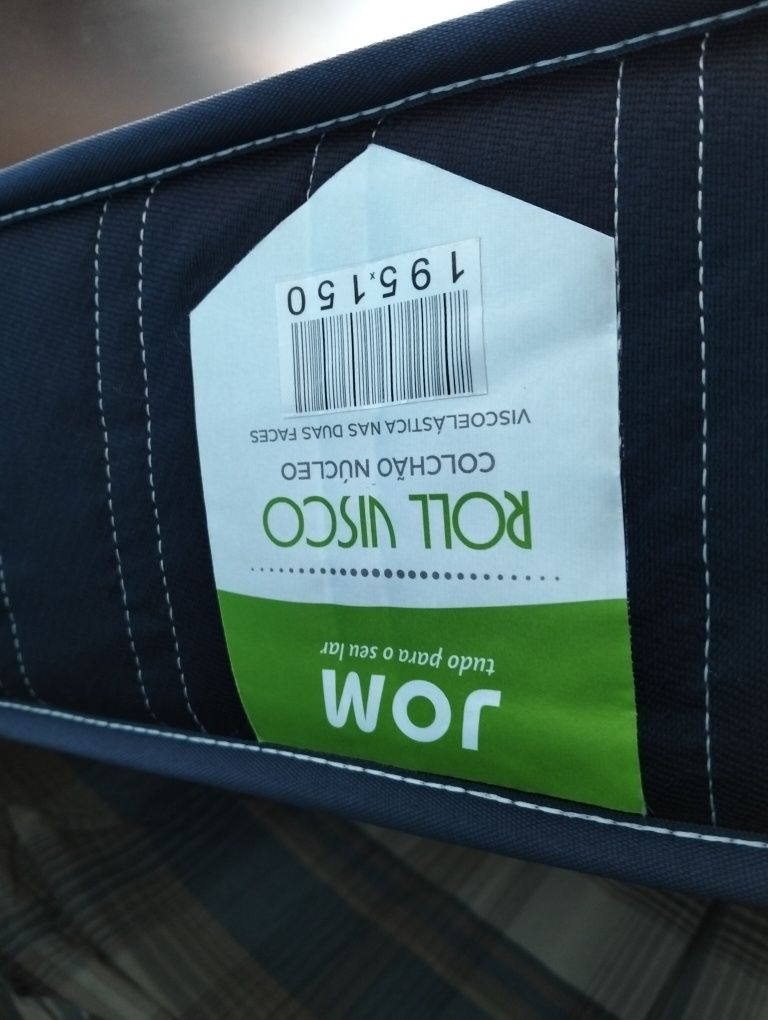 JOM
tudo para o seu lar
ROLL VISCO
COLCHÃO NÚCLEO
VISCOELÁSTICA NAS DUAS FACES
195x150